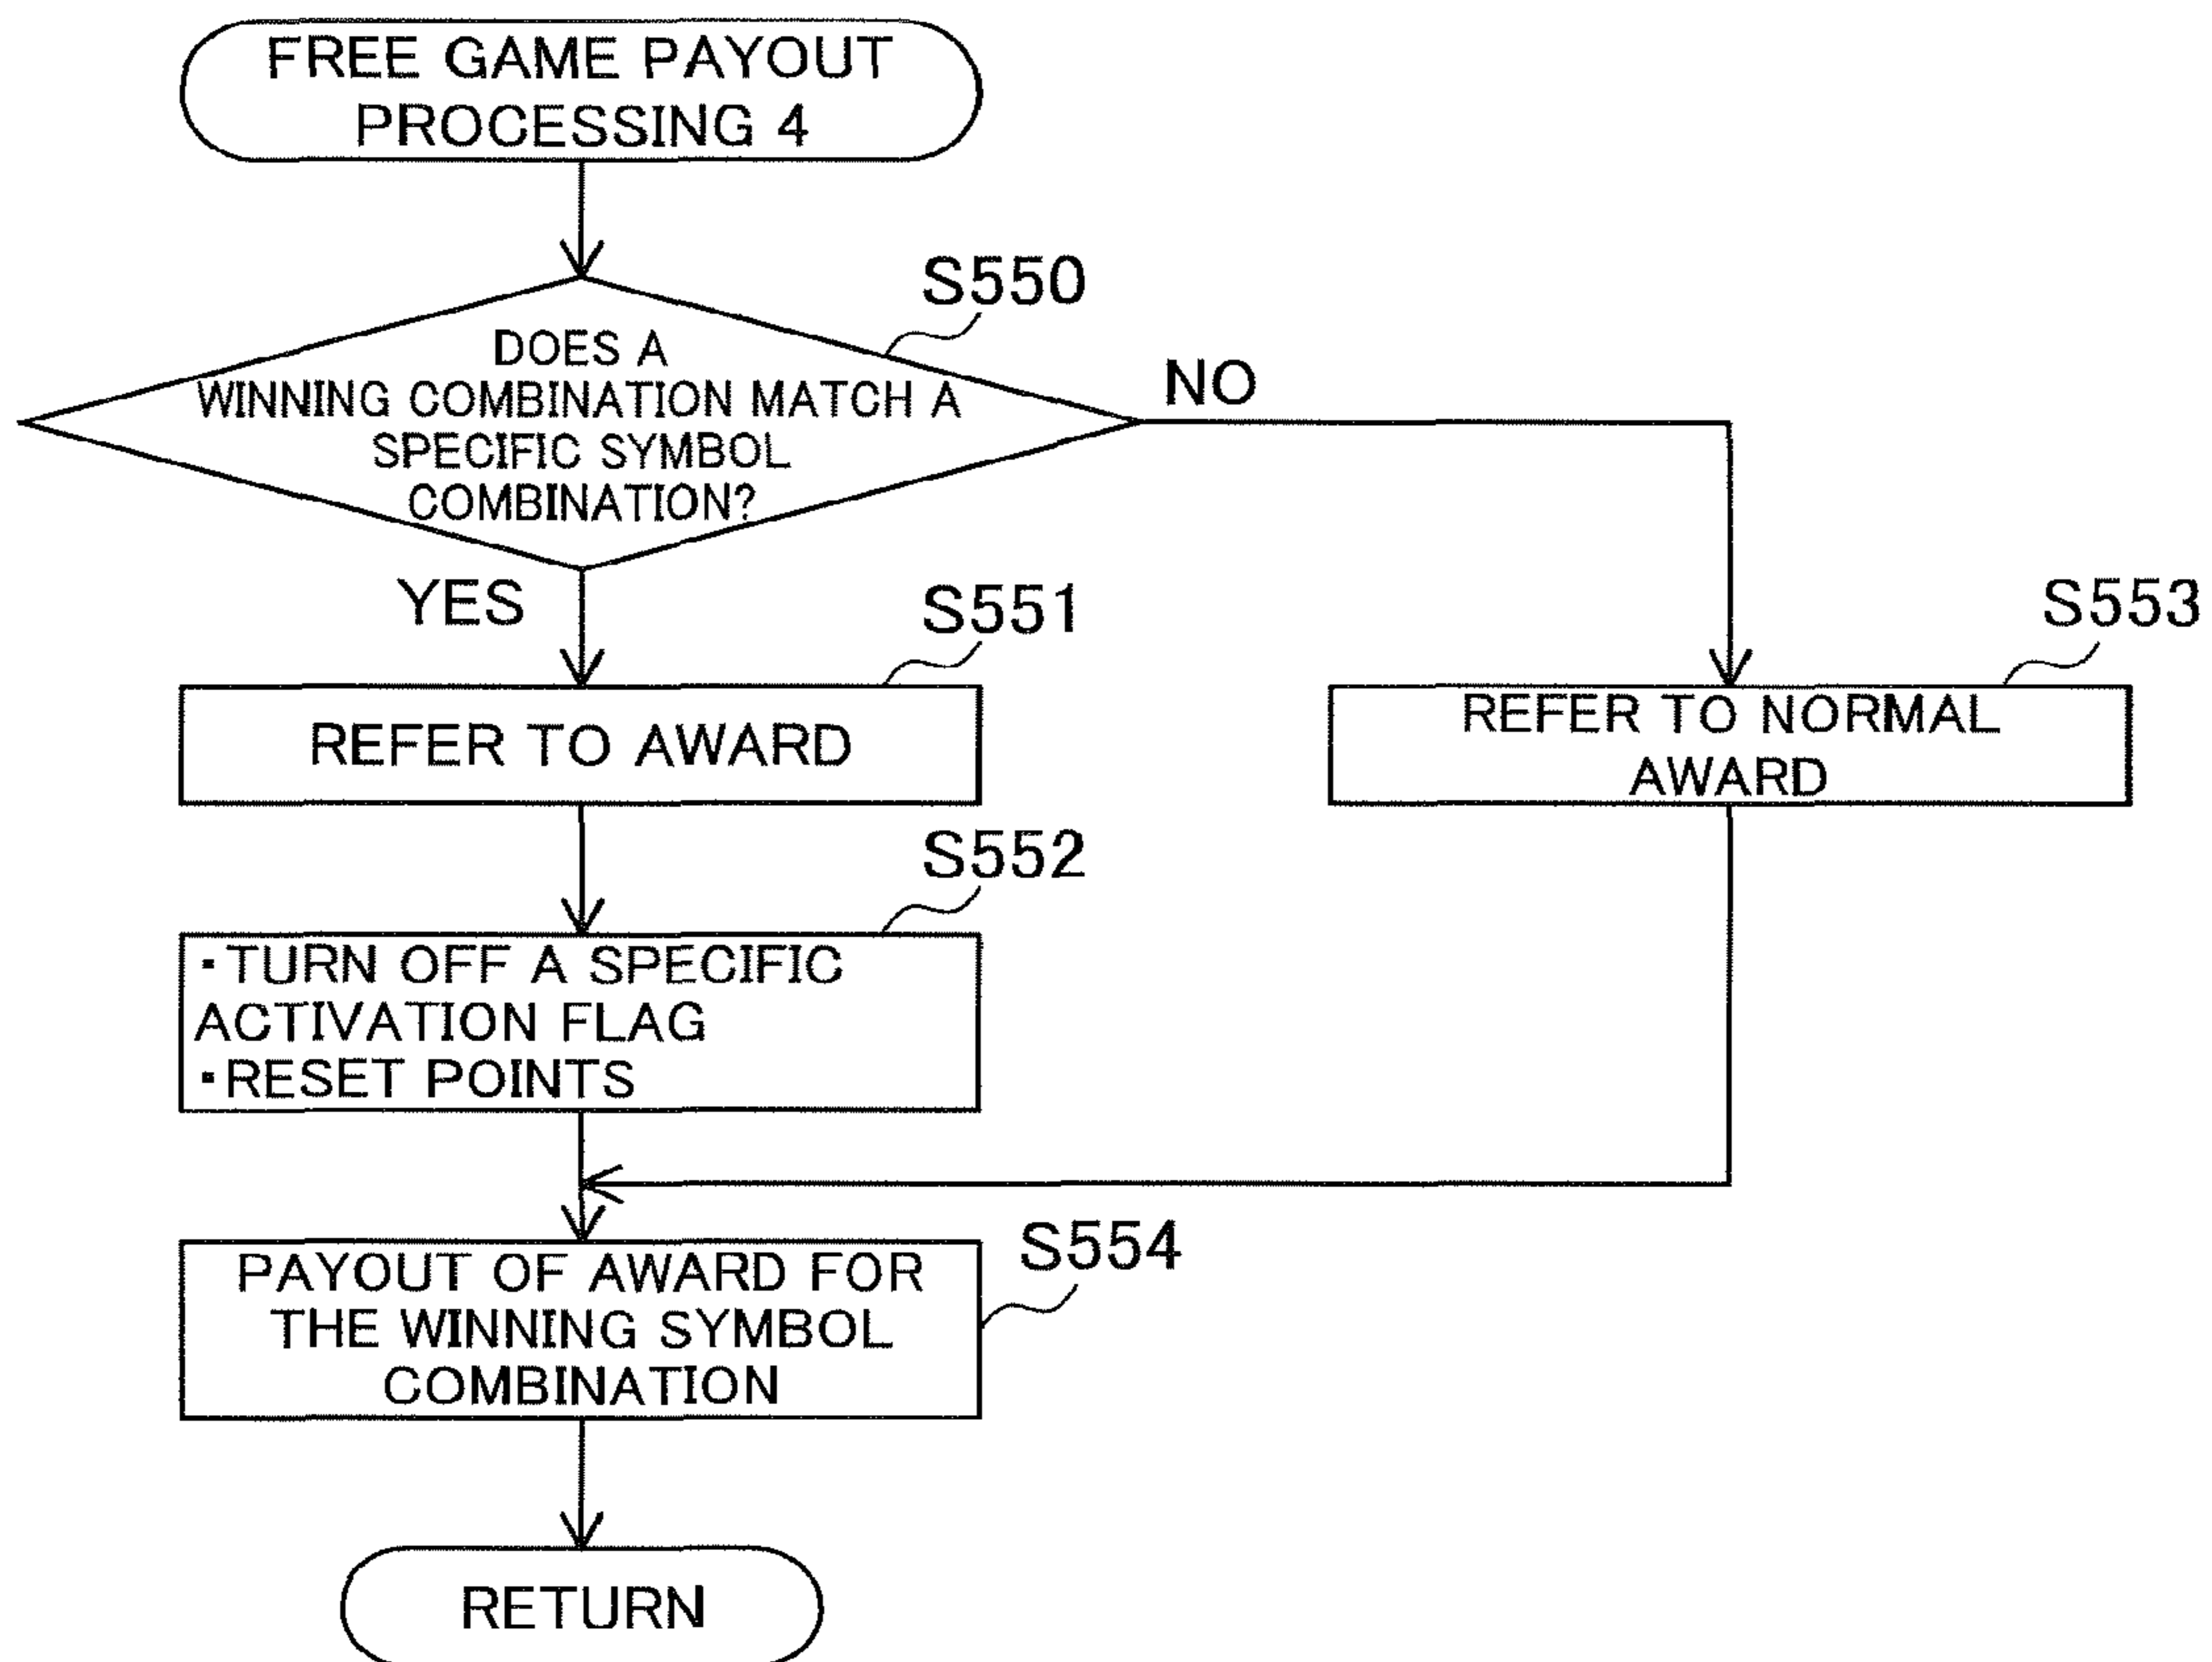 FREE GAME PAYOUT
PROCESSING 4
S550
DOES A
WINNING COMBINATION MATCH A
SPECIFIC SYMBOL
COMBINATION?
NO
YES
S551
REFER TO AWARD
S553
REFER TO NORMAL
AWARD
S552
・TURN OFF A SPECIFIC
ACTIVATION FLAG
・RESET POINTS
S554
PAYOUT OF AWARD FOR
THE WINNING SYMBOL
COMBINATION
RETURN